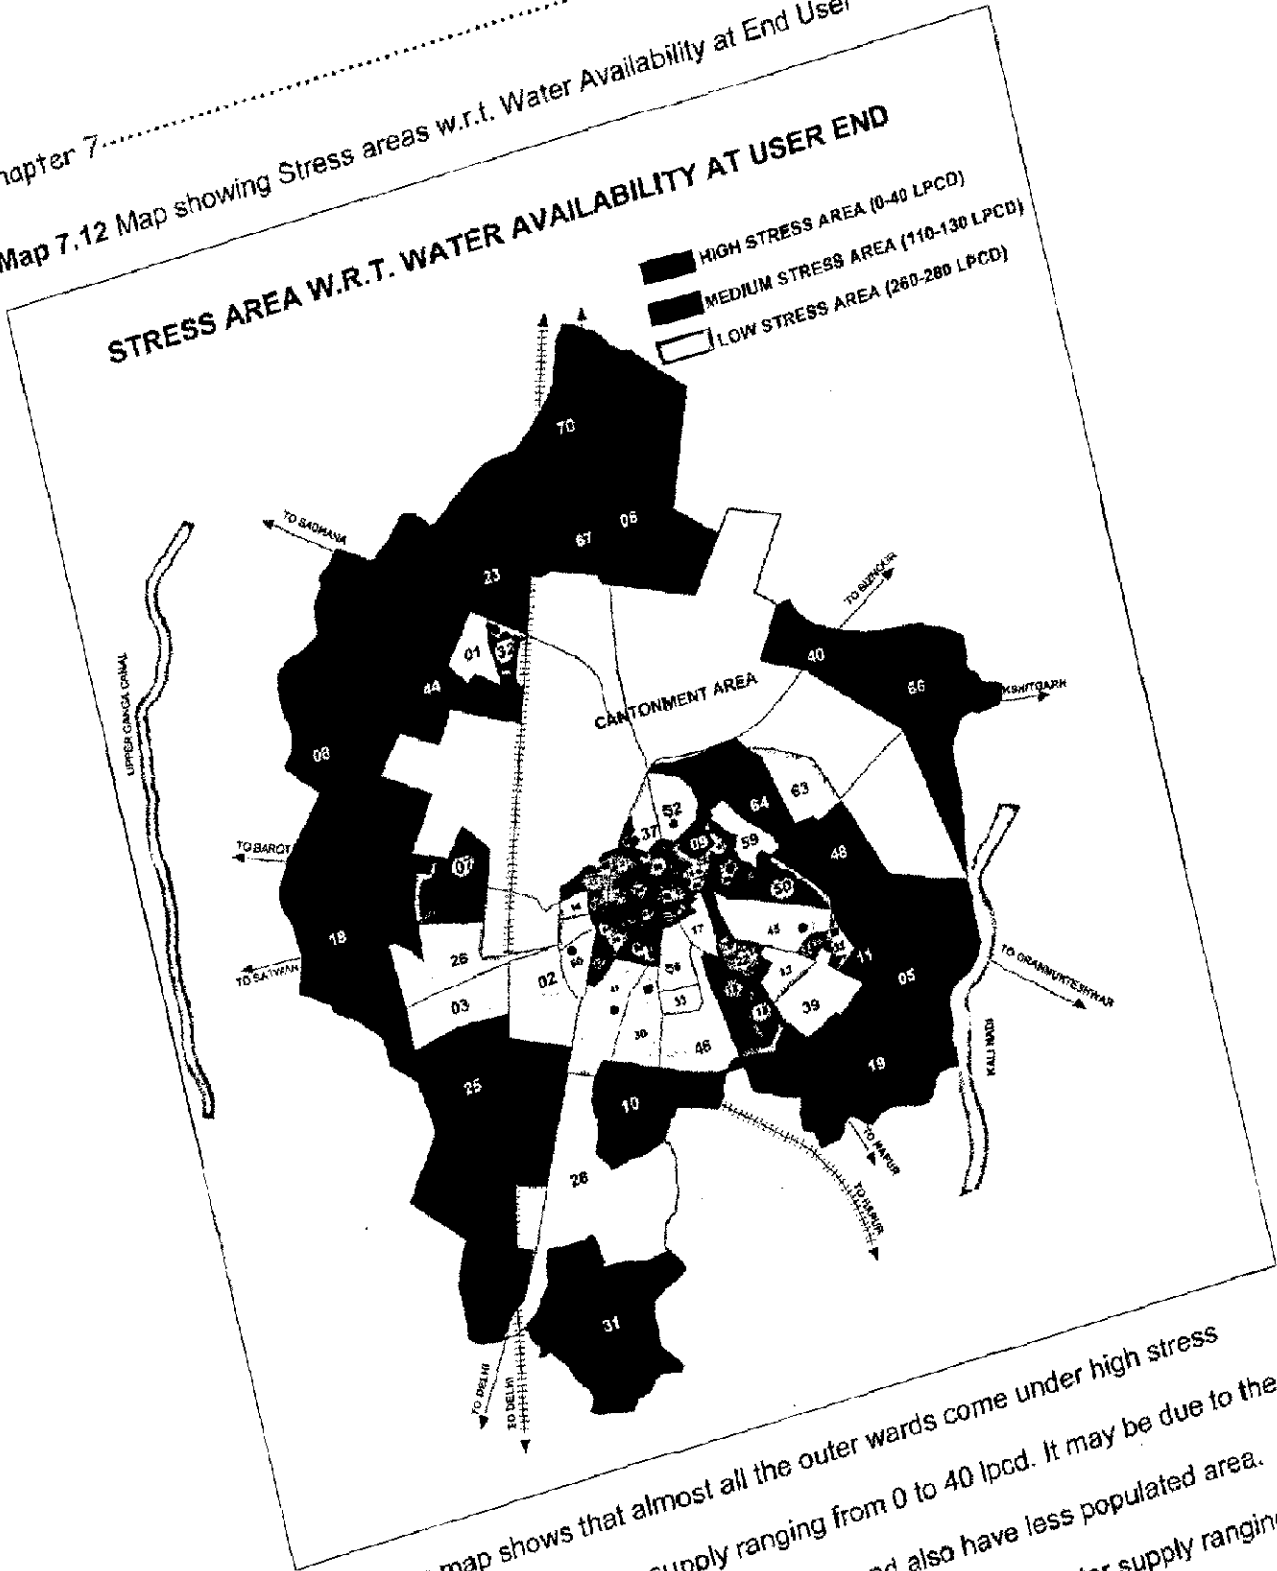 hapter 7
Map 7.12 Map showing Stress areas w.r.t. Water Availability at End User
STRESS AREA W.R.T. WATER AVAILABILITY AT USER END
HIGH STRESS AREA (0-40 LPCD)
MEDIUM STRESS AREA (110-130 LPCD)
LOW STRESS AREA (260-280 LPCD)
70
06
67
23
TO SADHANA
TO BIZNOUR
01
32
40
44
66
CANTONMENT AREA
UPPER GANGA CANAL
08
63
64
52
37
09
59
48
TO BAROT
07
50
18
17
45
26
11
TO SATWAN
02
60
56
42
05
TO GRAHMUKTESHWAR
03
53
39
30
46
KALI NADI
19
25
10
TO HAPUR
TO HAPUR
28
31
TO DELHI
TO DELHI
map shows that almost all the outer wards come under high stress
supply ranging from 0 to 40 lpcd. It may be due to the
also have less populated area.
supply ranging